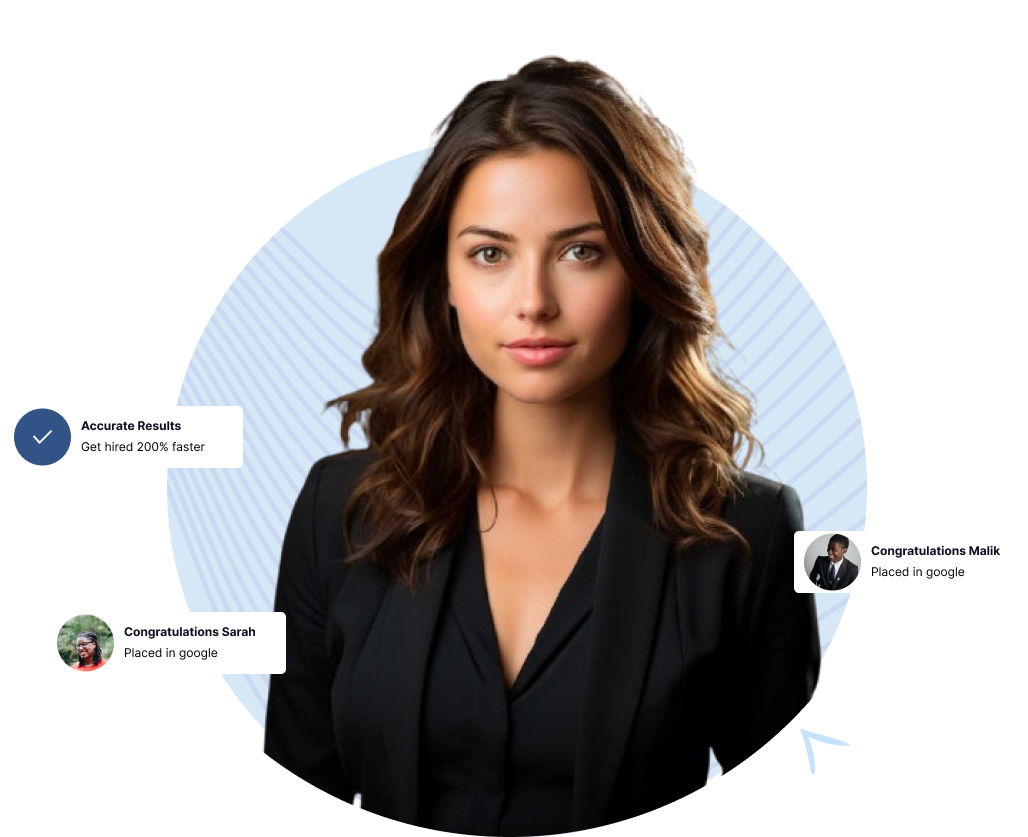 Accurate Results
Get hired 200% faster
Congratulations Malik
Placed in google
Congratulations Sarah
Placed in google